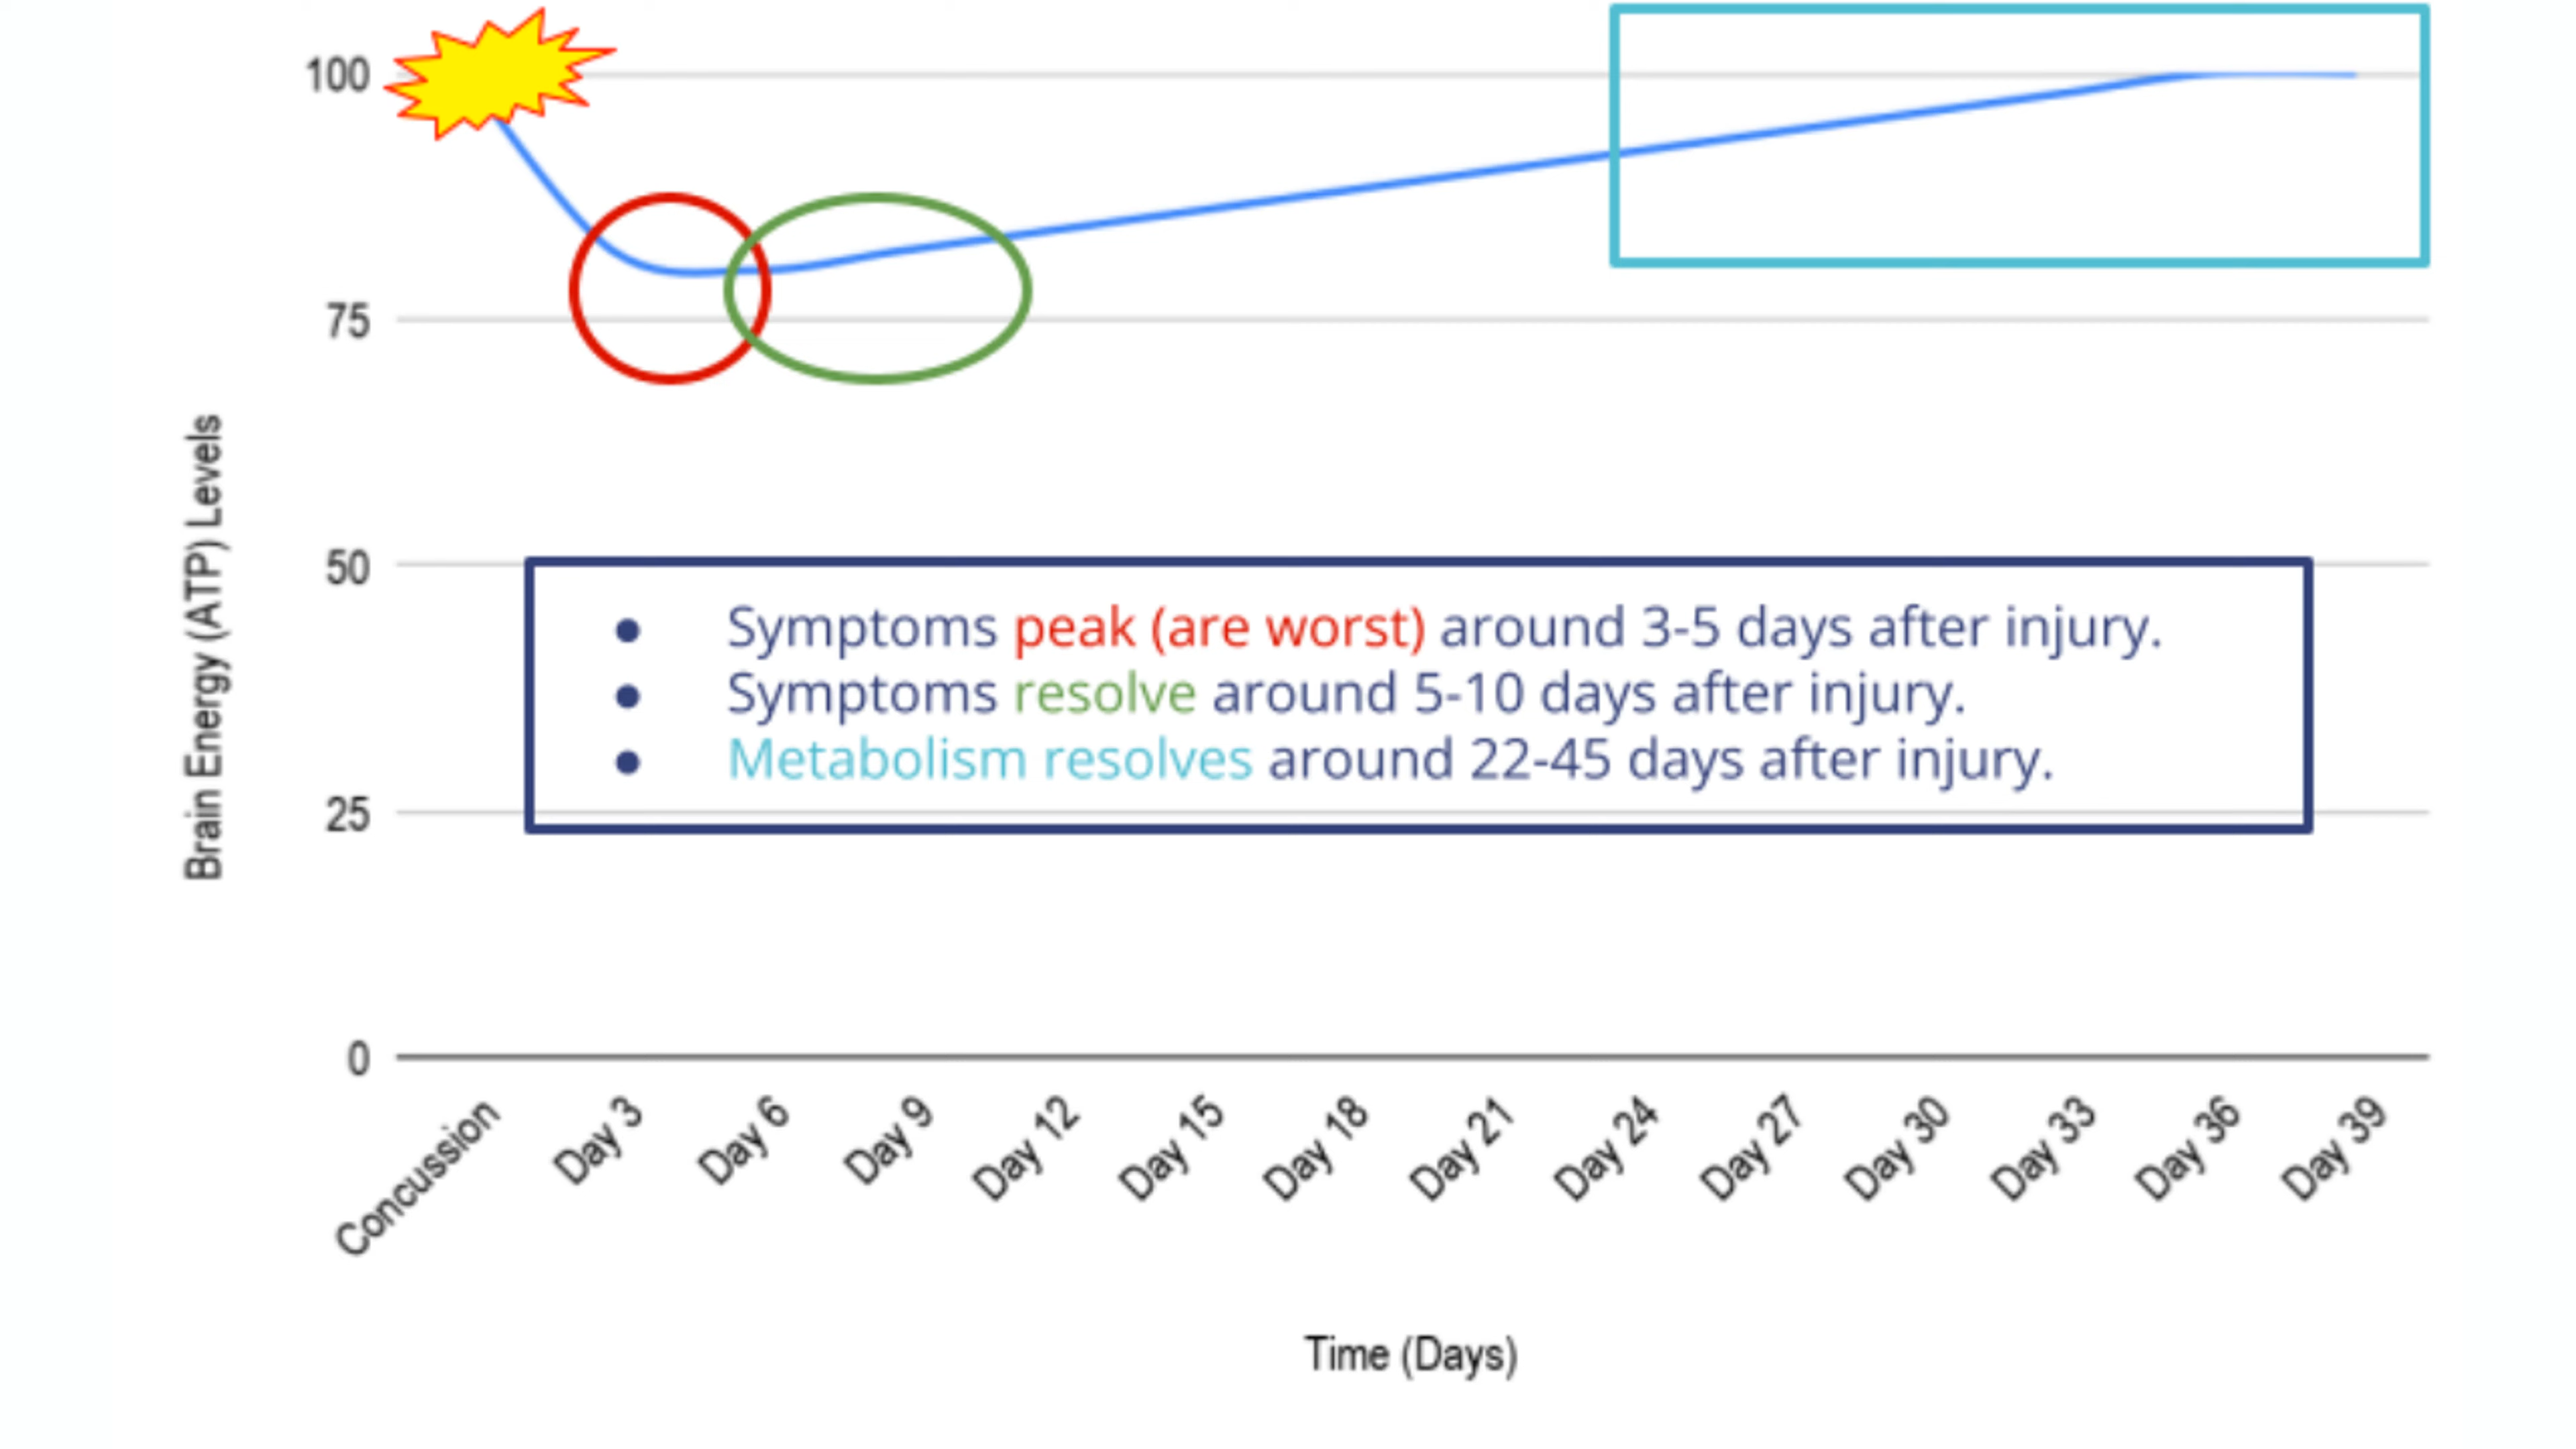 100
75
50
25
0
Brain Energy (ATP) Levels
• Symptoms peak (are worst) around 3-5 days after injury.
• Symptoms resolve around 5-10 days after injury.
• Metabolism resolves around 22-45 days after injury.
Concussion
Day 3
Day 6
Day 9
Day 12
Day 15
Day 18
Day 21
Day 24
Day 27
Day 30
Day 33
Day 36
Day 39
Time (Days)